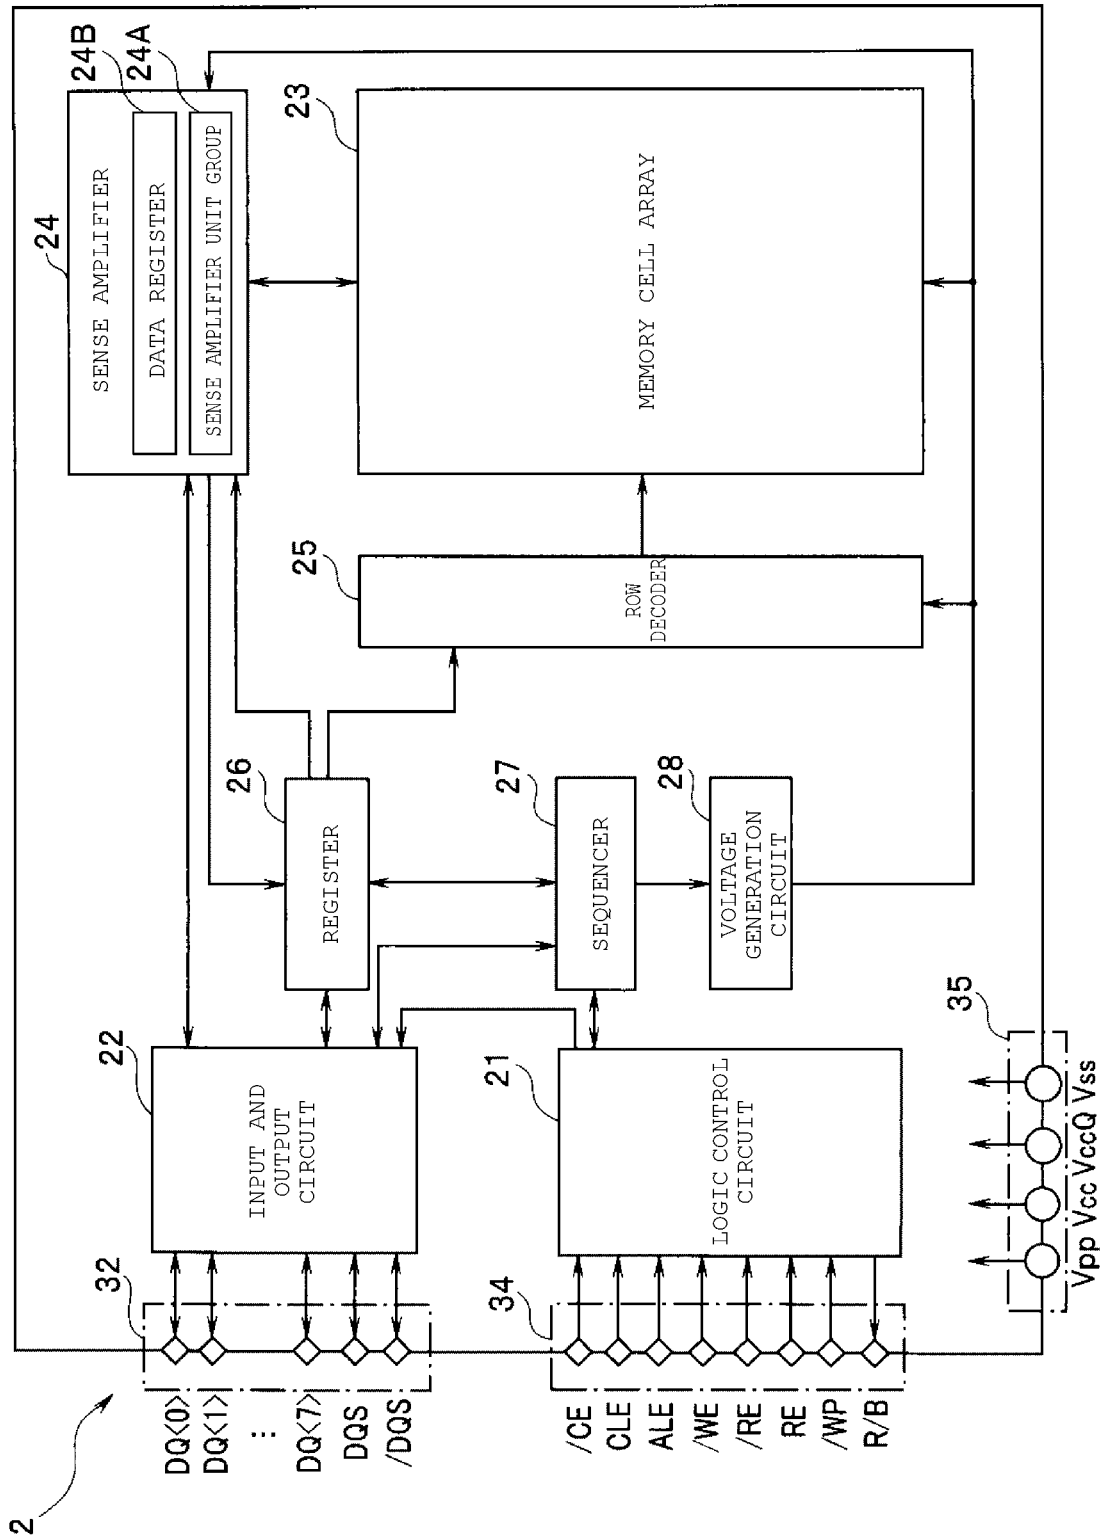 2
32
DQ<0>
DQ<1>
...
DQ<7>
DQS
/DQS
34
/CE
CLE
ALE
/WE
/RE
RE
/WP
R/B
22
INPUT AND
OUTPUT
CIRCUIT
21
LOGIC CONTROL
CIRCUIT
26
REGISTER
27
SEQUENCER
28
VOLTAGE
GENERATION
CIRCUIT
35
Vpp Vcc VccQ Vss
25
ROW
DECODER
24
SENSE AMPLIFIER
24B
DATA REGISTER
24A
SENSE AMPLIFIER UNIT GROUP
23
MEMORY CELL ARRAY